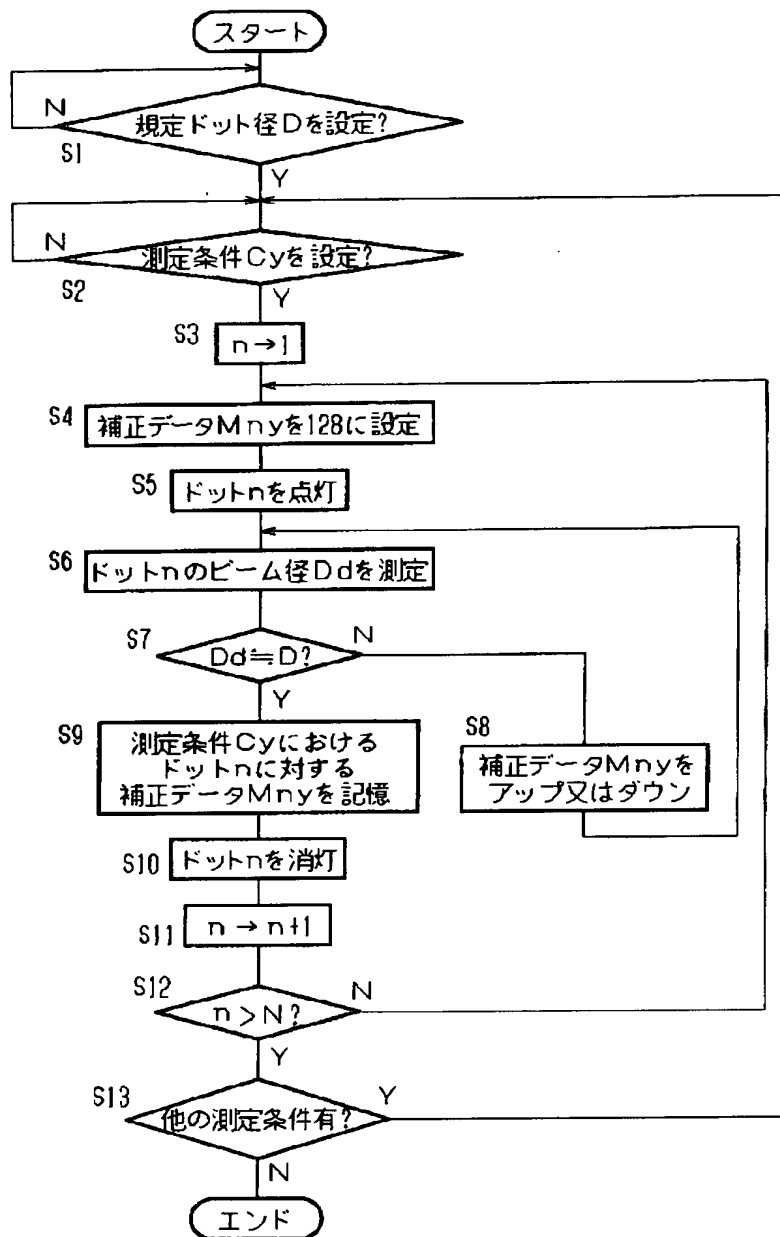 スタート
N
規定ドット径Dを設定?
S1
Y
N
測定条件Cyを設定?
S2
Y
S3
n→1
S4
補正データMnyを128に設定
S5
ドットnを点灯
S6
ドットnのビーム径Ddを測定
S7
N
Dd≒D?
Y
S9
測定条件Cyにおける
ドットnに対する
補正データMnyを記憶
S8
補正データMnyを
アップ又はダウン
S10
ドットnを消灯
S11
n→n+1
S12
N
n>N?
Y
S13
Y
他の測定条件有?
N
エンド